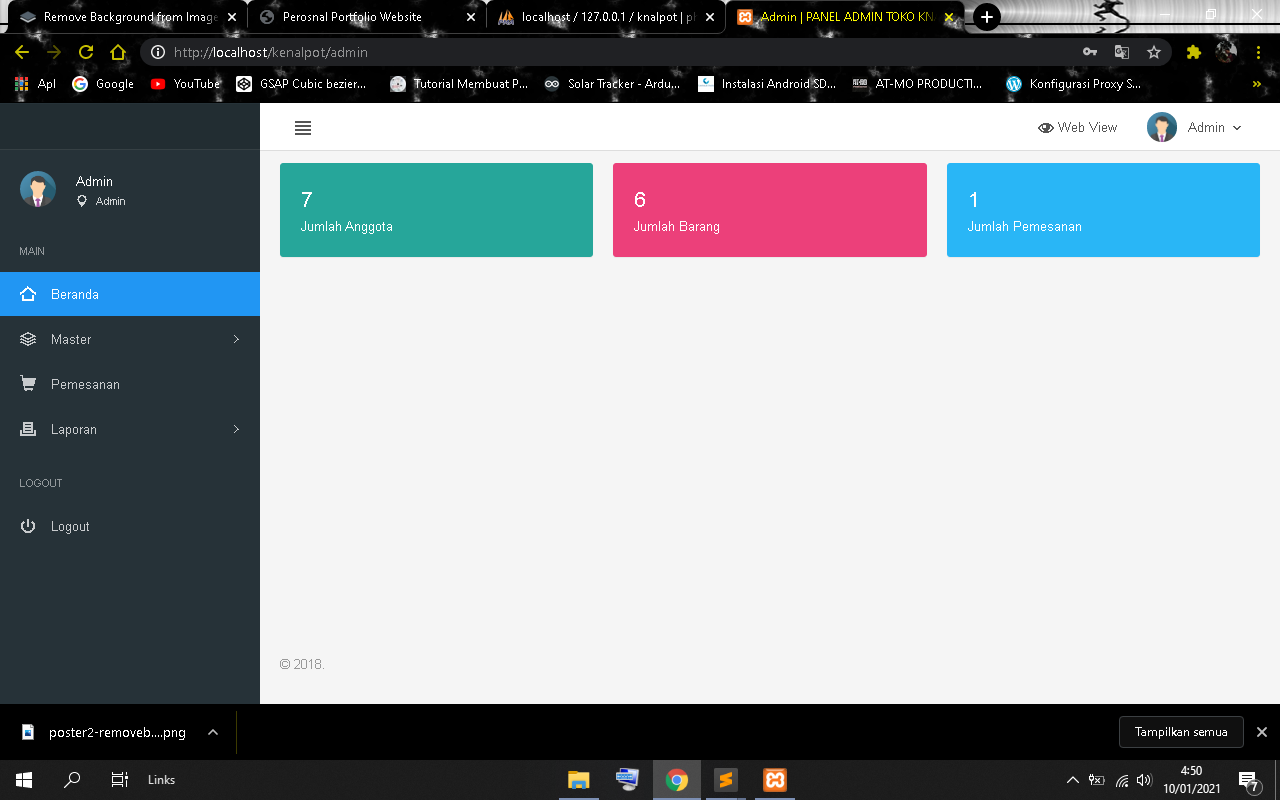 Remove Background from Image
Perosnal Portfolio Website
localhost / 127.0.0.1 / knalpot | ph
Admin | PANEL ADMIN TOKO KN
http://localhost/kenalpot/admin
Apl
Google
YouTube
GSAP Cubic bezier...
Tutorial Membuat P...
Solar Tracker - Ardu...
Instalasi Android SD...
AT-MO PRODUCTI...
Konfigurasi Proxy S...
»
Web View
Admin
Admin
Admin
MAIN
Beranda
Master
Pemesanan
Laporan
LOGOUT
Logout
7
Jumlah Anggota
6
Jumlah Barang
1
Jumlah Pemesanan
© 2018.
poster2-removeb....png
Tampilkan semua
Links
4:50
10/01/2021
7